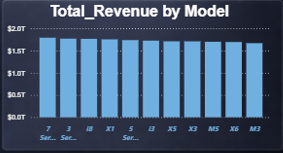 Total_Revenue by Model
$2.0T
$1.5T
$1.0T
$0.5T
$0.0T
7 Ser... 3 Ser... i8 X1 5 Ser... i3 X5 X3 M5 X6 M3